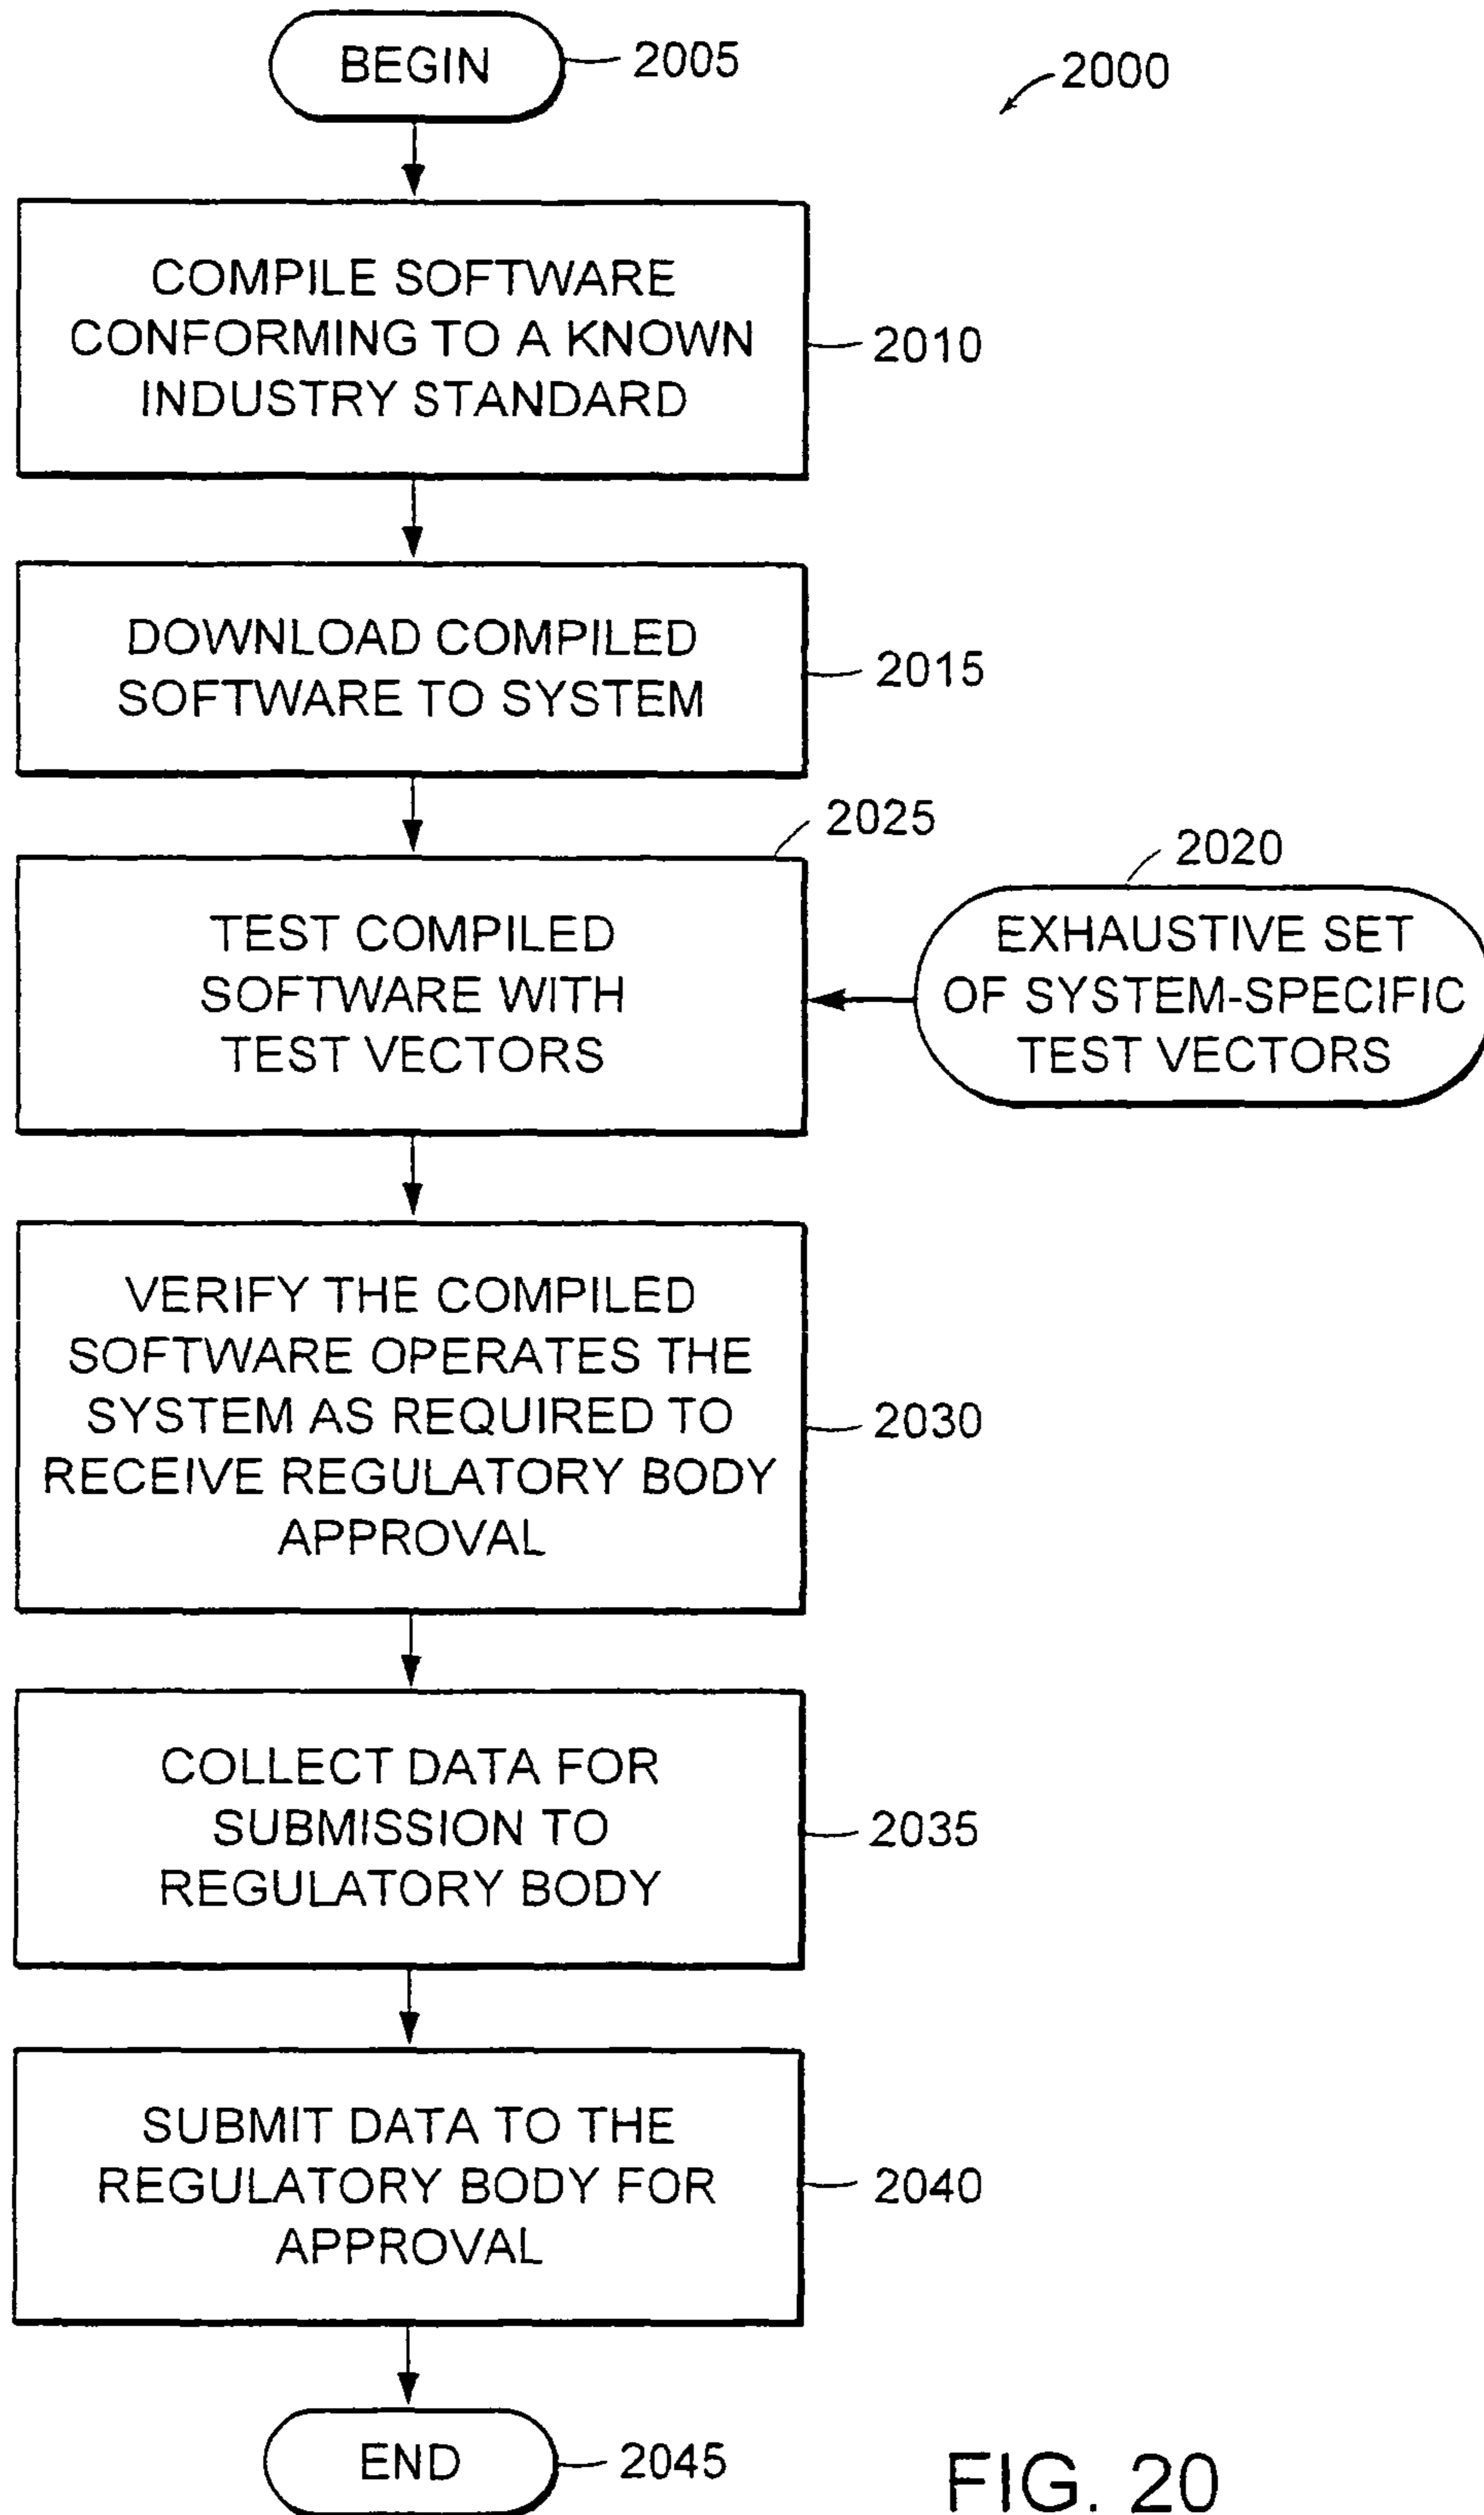 BEGIN
2005
2000
COMPILE SOFTWARE
CONFORMING TO A KNOWN
INDUSTRY STANDARD
2010
DOWNLOAD COMPILED
SOFTWARE TO SYSTEM
2015
2025
TEST COMPILED
SOFTWARE WITH
TEST VECTORS
2020
EXHAUSTIVE SET
OF SYSTEM-SPECIFIC
TEST VECTORS
VERIFY THE COMPILED
SOFTWARE OPERATES THE
SYSTEM AS REQUIRED TO
RECEIVE REGULATORY BODY
APPROVAL
2030
COLLECT DATA FOR
SUBMISSION TO
REGULATORY BODY
2035
SUBMIT DATA TO THE
REGULATORY BODY FOR
APPROVAL
2040
END
2045
FIG. 20